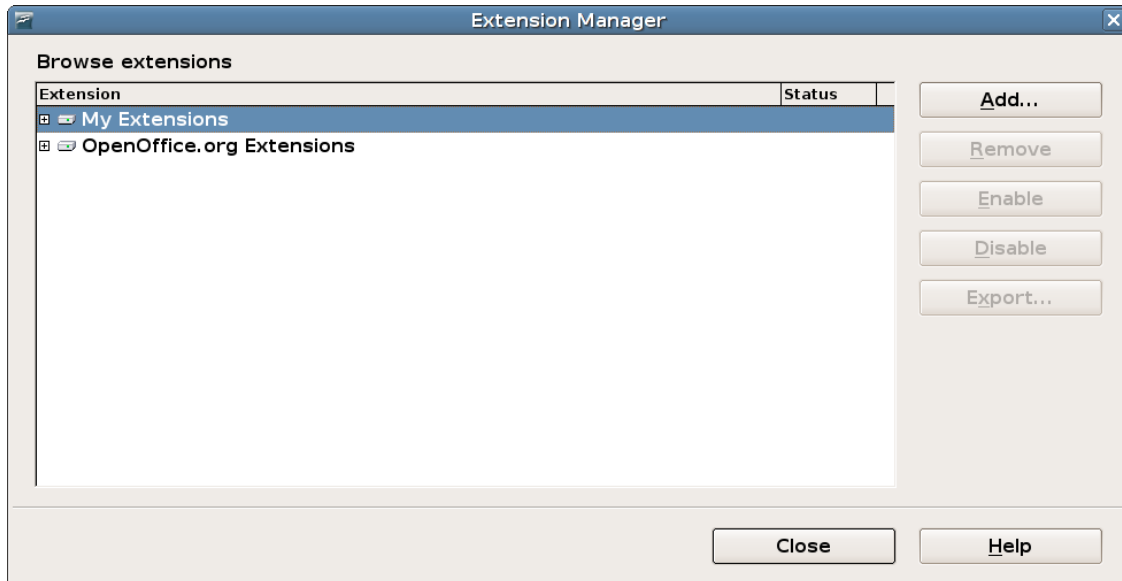 Extension Manager
Browse extensions
Extension Status
My Extensions
OpenOffice.org Extensions
Add...
Remove
Enable
Disable
Export...
Close Help